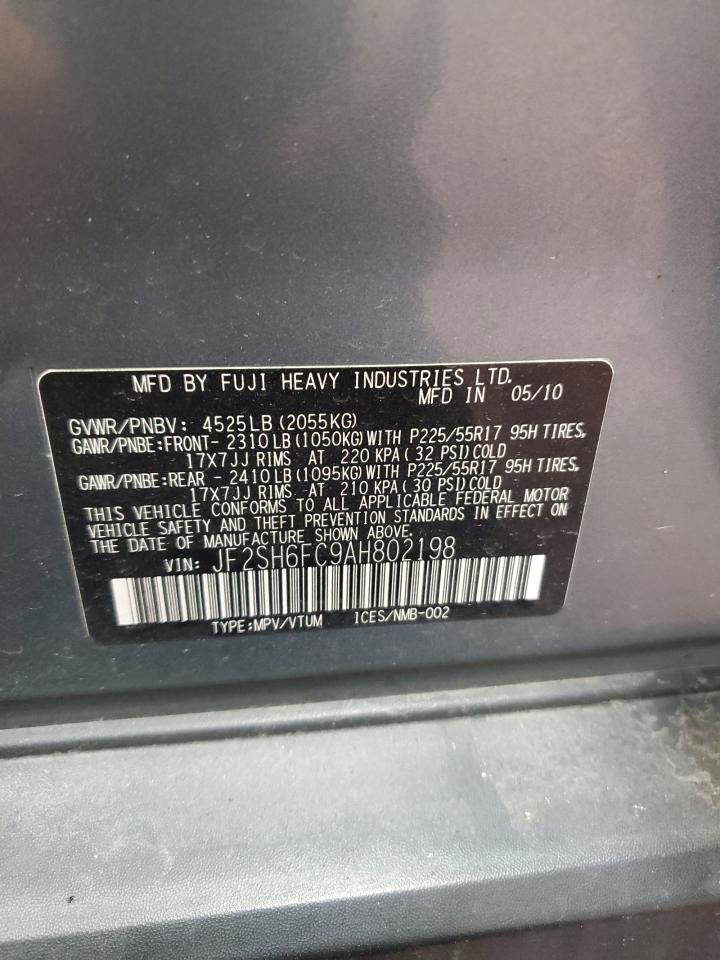 MFD BY FUJI HEAVY INDUSTRIES LTD.
MFD IN 05/10
GVWR/PNBV: 4525LB(2055KG)
GAWR/PNBE:FRONT- 2310LB(1050KG)WITH P225/55R17 95H TIRES,
17X7JJ RIMS AT 220 KPA(32 PSI)COLD
GAWR/PNBE:REAR - 2410LB(1095KG)WITH P225/55R17 95H TIRES,
17X7JJ RIMS AT 210 KPA(30 PSI)COLD
THIS VEHICLE CONFORMS TO ALL APPLICABLE FEDERAL MOTOR
VEHICLE SAFETY AND THEFT PREVENTION STANDARDS IN EFFECT ON
THE DATE OF MANUFACTURE SHOWN ABOVE.
VIN: JF2SH6FC9AH802198
TYPE:MPV/VTUM ICES/NMB-002